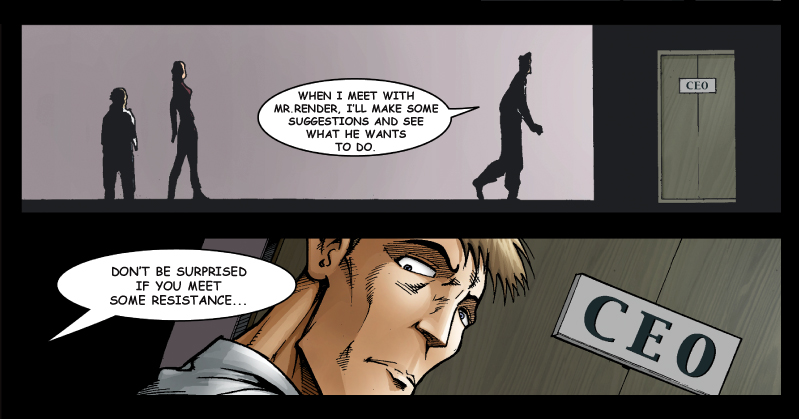 WHEN I MEET WITH
MR.RENDER, I'LL MAKE SOME
SUGGESTIONS AND SEE
WHAT HE WANTS
TO DO.
CEO
DON'T BE SURPRISED
IF YOU MEET
SOME RESISTANCE...
CEO